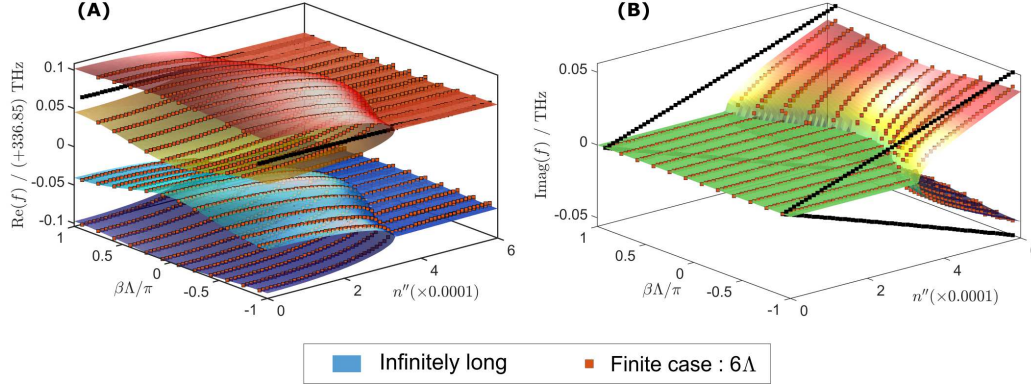 (A)
(B)
Re(f) / (+336.85) THz
0.1
0.05
0
-0.05
-0.1
1
0.5
0
-0.5
-1
βΛ/π
0
2
4
6
n′′(×0.0001)
Imag(f) / THz
0.05
0
-0.05
1
0.5
0
-0.5
-1
βΛ/π
0
2
4
n′′(×0.0001)
Infinitely long
Finite case : 6Λ